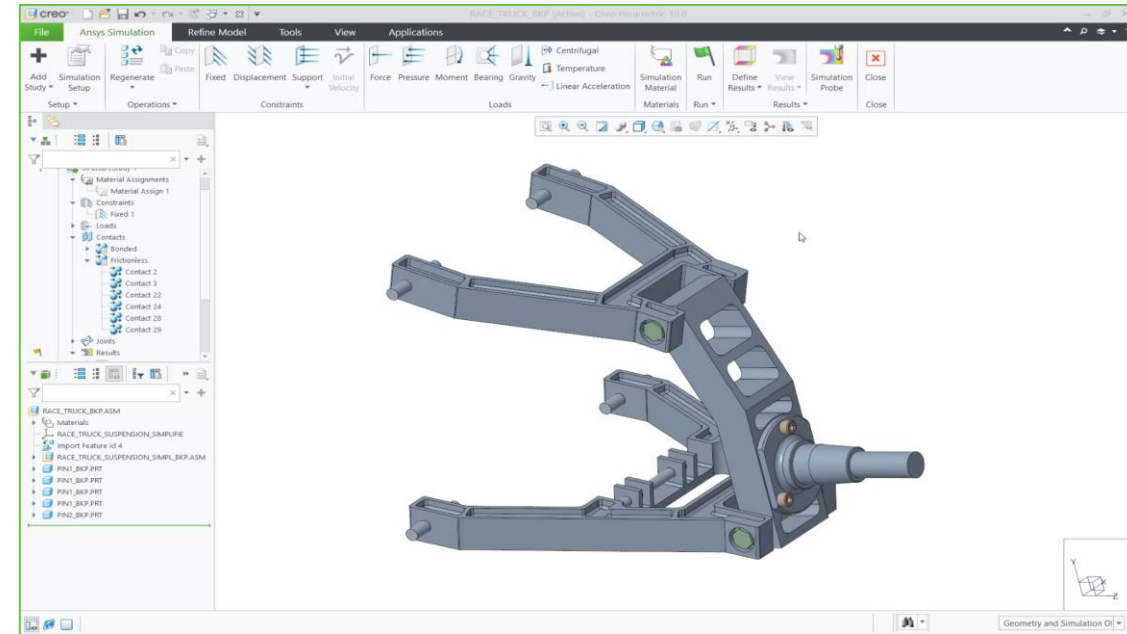 creo
RACE_TRUCK_BKP (Active) - Creo Parametric 10.0
File
Ansys Simulation
Refine Model
Tools
View
Applications
Add Study
Simulation Setup
Regenerate
Copy
Paste
Fixed
Displacement
Support
Initial Velocity
Force
Pressure
Moment
Bearing
Gravity
Centrifugal
Temperature
Linear Acceleration
Simulation Material
Run
Define Results
View Results
Simulation Probe
Close
Setup
Operations
Constraints
Loads
Materials
Run
Results
Close
Material Assignments
Material Assign 1
Constraints
Fixed 1
Loads
Contacts
Bonded
Frictionless
Contact 2
Contact 3
Contact 22
Contact 24
Contact 28
Contact 29
Joints
Results
RACE_TRUCK_BKP.ASM
Materials
RACE_TRUCK_SUSPENSION_SIMPLIFIE
Import Feature id 4
RACE_TRUCK_SUSPENSION_SIMPL_BKP.ASM
PIN1_BKP.PRT
PIN1_BKP.PRT
PIN1_BKP.PRT
PIN1_BKP.PRT
PIN2_BKP.PRT
Y
X
Z
Geometry and Simulation Ol